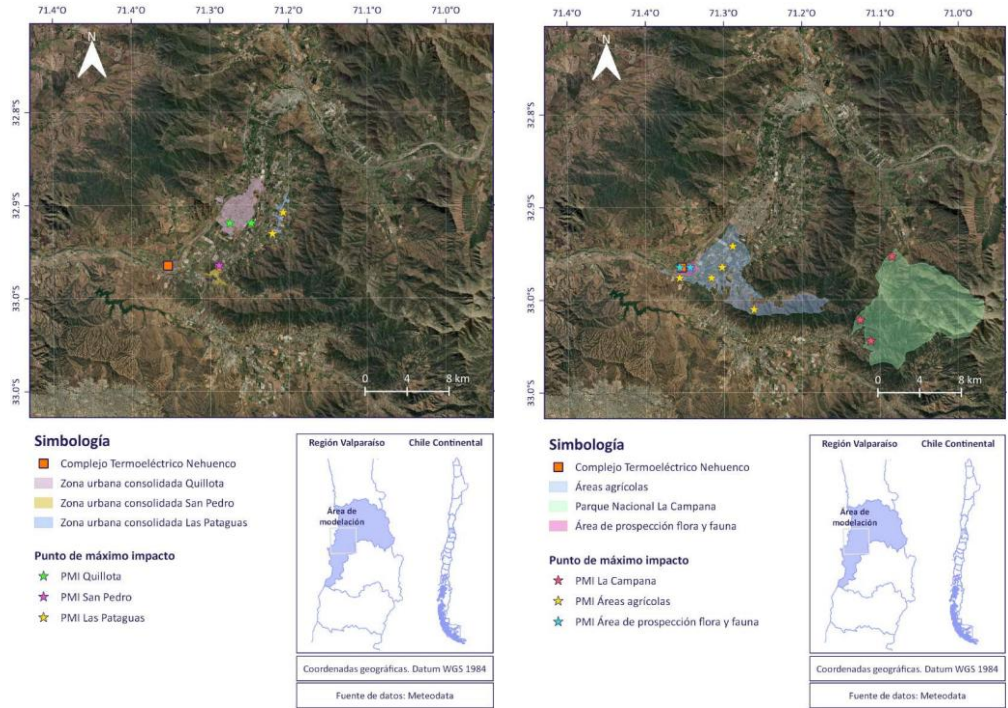 71.4°O 71.3°O 71.2°O 71.1°O 71.0°O
N
32.8°S
32.9°S
33.0°S
33.0°S
0 4 8 km
Simbología
Complejo Termoeléctrico Nehuenco
Zona urbana consolidada Quillota
Zona urbana consolidada San Pedro
Zona urbana consolidada Las Pataguas
Punto de máximo impacto
PMI Quillota
PMI San Pedro
PMI Las Pataguas
Región Valparaíso Chile Continental
Área de
modelación
Coordenadas geográficas. Datum WGS 1984
Fuente de datos: Meteodata
71.4°O 71.3°O 71.2°O 71.1°O 71.0°O
N
32.8°S
32.9°S
33.0°S
33.0°S
0 4 8 km
Simbología
Complejo Termoeléctrico Nehuenco
Áreas agrícolas
Parque Nacional La Campana
Área de prospección flora y fauna
Punto de máximo impacto
PMI La Campana
PMI Áreas agrícolas
PMI Área de prospección flora y fauna
Región Valparaíso Chile Continental
Área de
modelación
Coordenadas geográficas. Datum WGS 1984
Fuente de datos: Meteodata